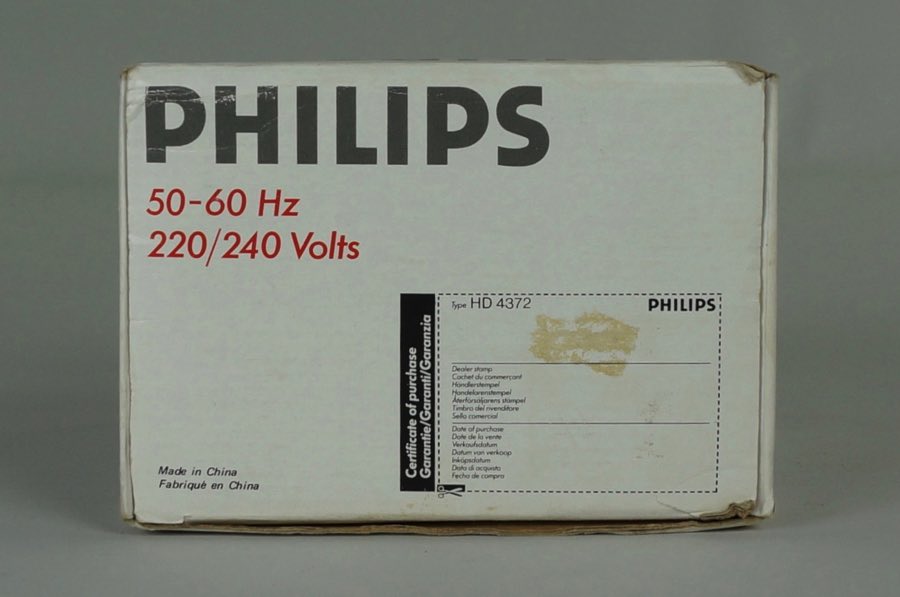 PHILIPS
50-60 Hz
220/240 Volts
Made in China
Fabriqué en China
Certificate of purchase
Garantie/Garanti/Garanzia
Type HD 4372
PHILIPS
Dealer stamp
Cachet du commerçant
Händlerstempel
Handelarenstempel
Återförsäljarens stämpel
Timbro del rivenditore
Sello comercial
Date of purchase
Date de la vente
Verkaufsdatum
Datum van verkoop
Inköpsdatum
Data di acquisto
Fecha de compra